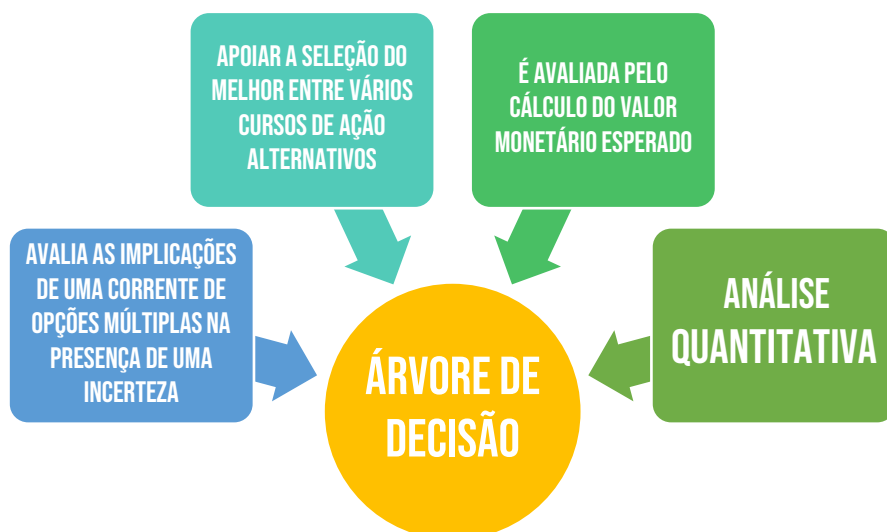 APOIAR A SELEÇÃO DO
MELHOR ENTRE VÁRIOS
CURSOS DE AÇÃO
ALTERNATIVOS
É AVALIADA PELO
CÁLCULO DO VALOR
MONETÁRIO ESPERADO
AVALIA AS IMPLICAÇÕES
DE UMA CORRENTE DE
OPÇÕES MÚLTIPLAS NA
PRESENÇA DE UMA
INCERTEZA
ANÁLISE
QUANTITATIVA
ÁRVORE DE
DECISÃO